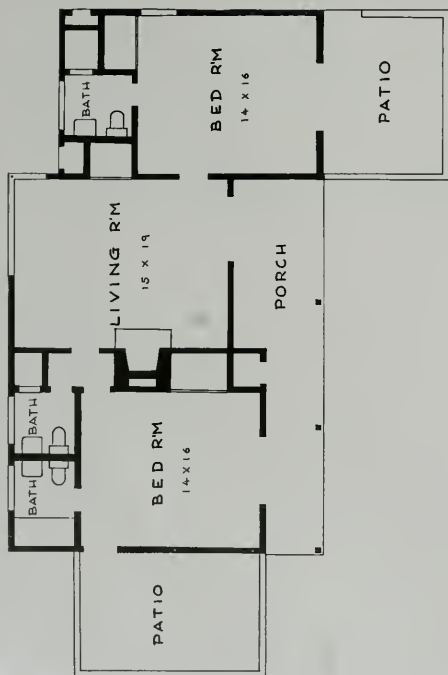 BATH
BED R'M
14 X 16
PATIO
LIVING R'M
15 X 19
PORCH
BATH
BATH
BED R'M
14 X 16
PATIO